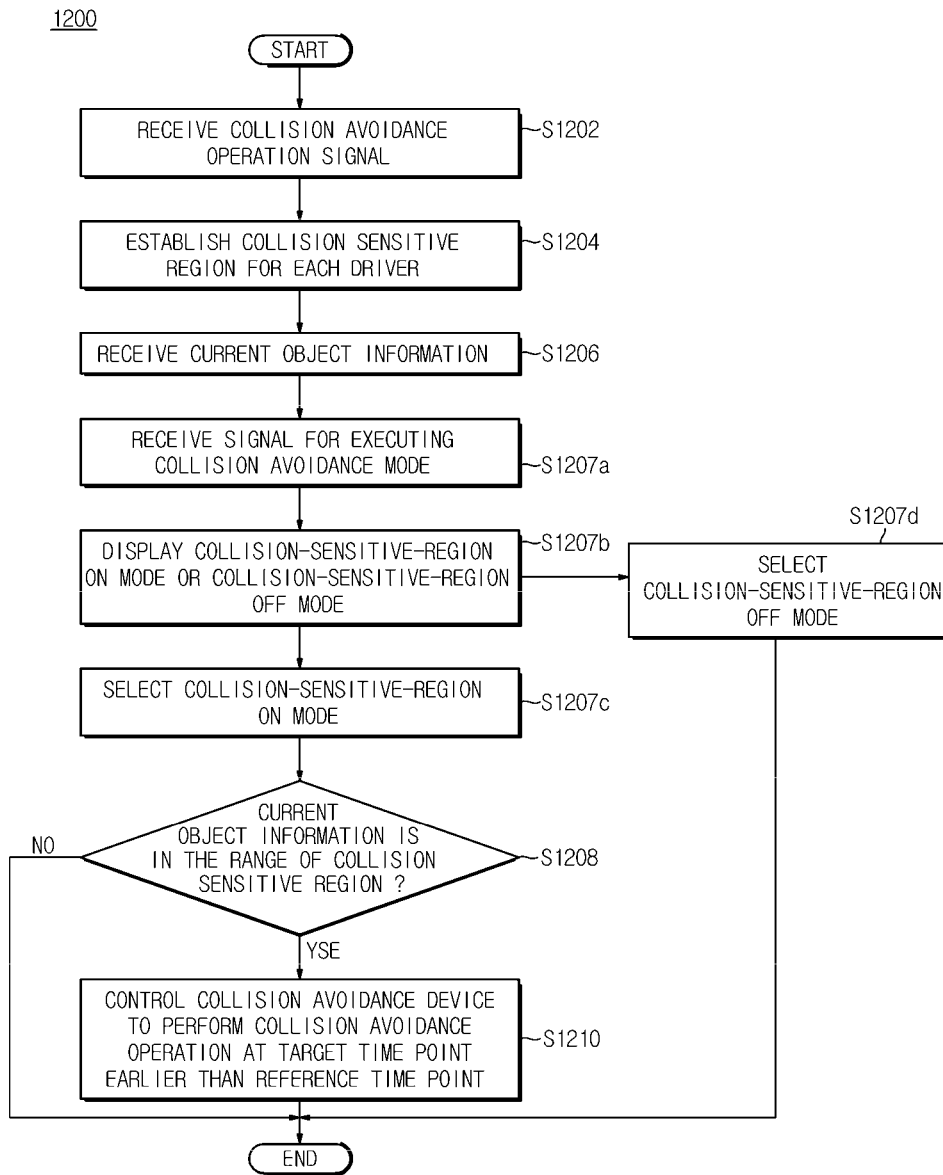 1200
START
RECEIVE COLLISION AVOIDANCE
OPERATION SIGNAL
S1202
ESTABLISH COLLISION SENSITIVE
REGION FOR EACH DRIVER
S1204
RECEIVE CURRENT OBJECT INFORMATION
S1206
RECEIVE SIGNAL FOR EXECUTING
COLLISION AVOIDANCE MODE
S1207a
DISPLAY COLLISION-SENSITIVE-REGION
ON MODE OR COLLISION-SENSITIVE-REGION
OFF MODE
S1207b
S1207d
SELECT
COLLISION-SENSITIVE-REGION
OFF MODE
SELECT COLLISION-SENSITIVE-REGION
ON MODE
S1207c
CURRENT
OBJECT INFORMATION IS
IN THE RANGE OF COLLISION
SENSITIVE REGION ?
S1208
NO
YSE
CONTROL COLLISION AVOIDANCE DEVICE
TO PERFORM COLLISION AVOIDANCE
OPERATION AT TARGET TIME POINT
EARLIER THAN REFERENCE TIME POINT
S1210
END